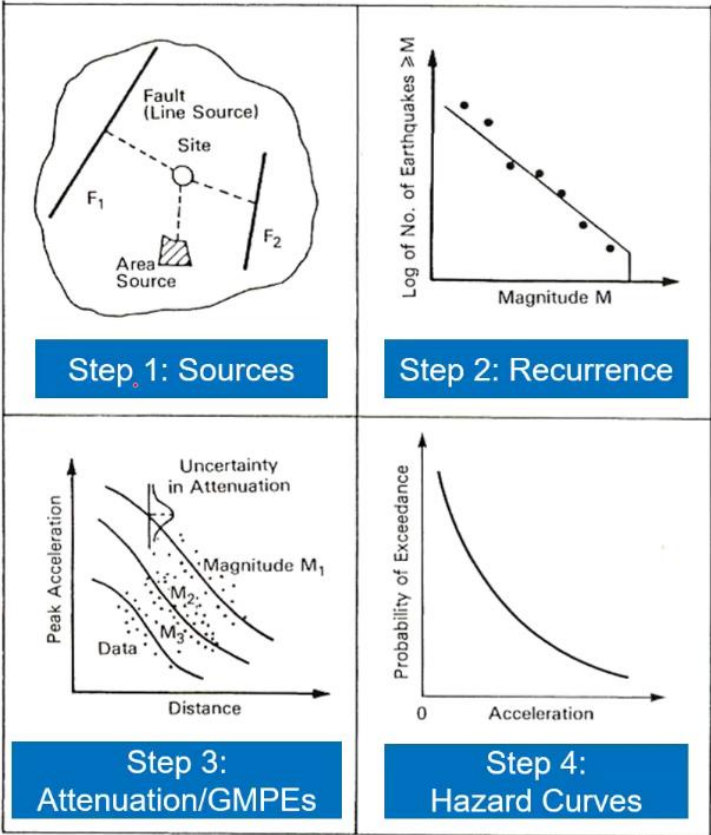 Fault
(Line Source)
Site
F1
F2
Area
Source
Step 1: Sources
Log of No. of Earthquakes ⩾M
Magnitude M
Step 2: Recurrence
Uncertainty
in Attenuation
Peak Acceleration
Magnitude M1
M2
M3
Data
Distance
Step 3:
Attenuation/GMPEs
Probability of Exceedance
0
Acceleration
Step 4:
Hazard Curves